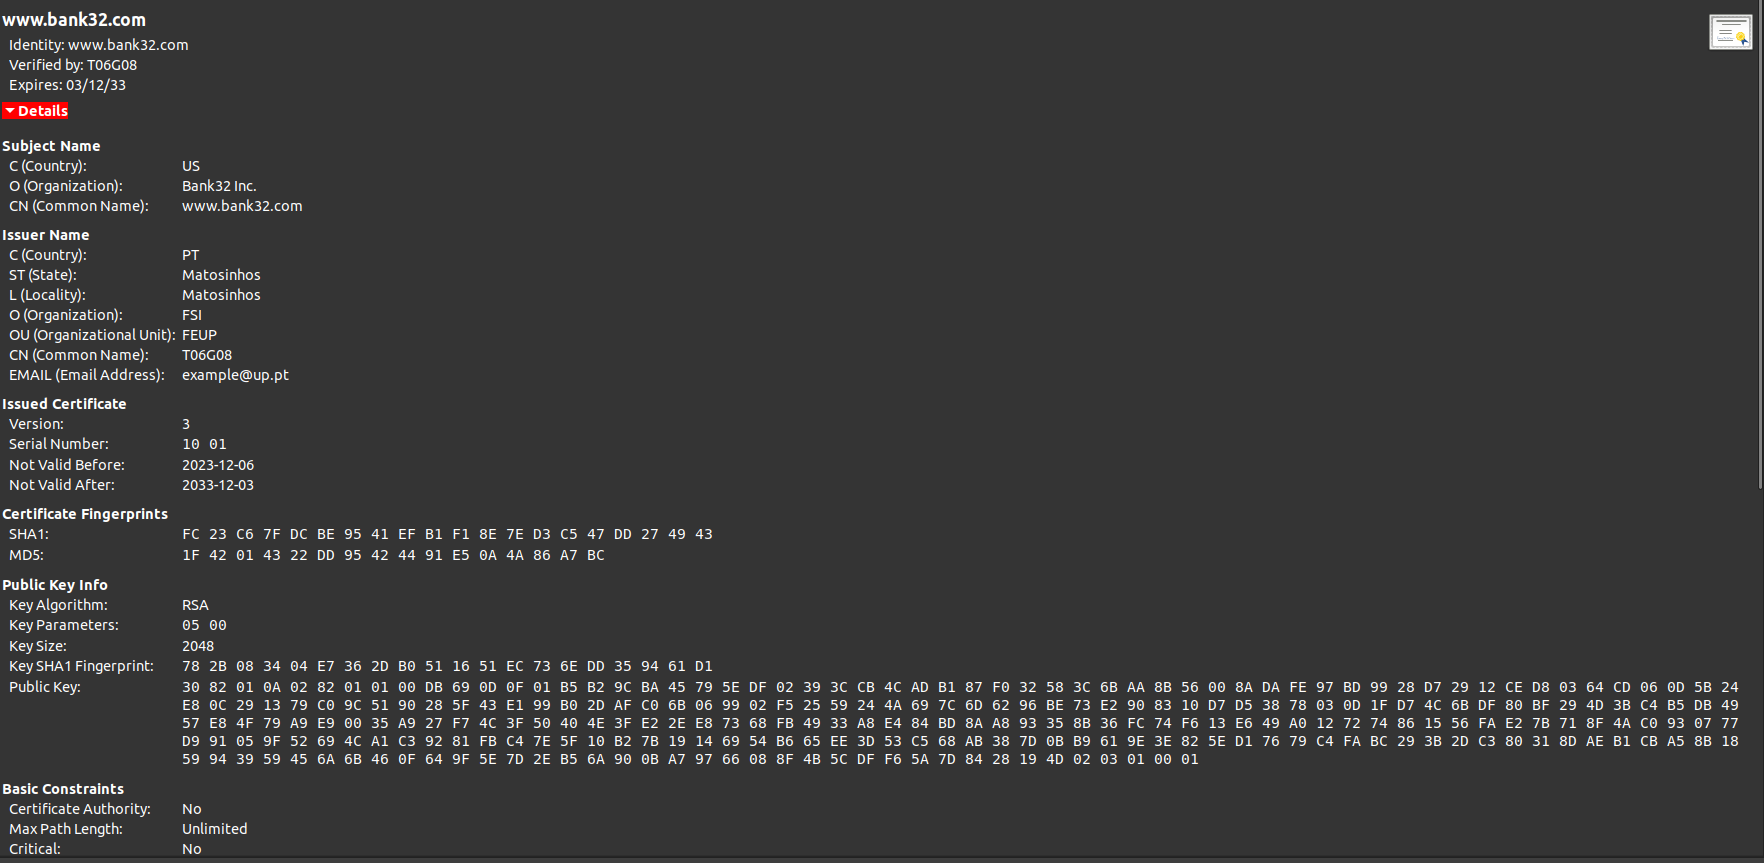 www.bank32.com
Identity: www.bank32.com
Verified by: T06G08
Expires: 03/12/33
Details
Subject Name
C (Country): US
O (Organization): Bank32 Inc.
CN (Common Name): www.bank32.com
Issuer Name
C (Country): PT
ST (State): Matosinhos
L (Locality): Matosinhos
O (Organization): FSI
OU (Organizational Unit): FEUP
CN (Common Name): T06G08
EMAIL (Email Address): example@up.pt
Issued Certificate
Version: 3
Serial Number: 10 01
Not Valid Before: 2023-12-06
Not Valid After: 2033-12-03
Certificate Fingerprints
SHA1: FC 23 C6 7F DC BE 95 41 EF B1 F1 8E 7E D3 C5 47 DD 27 49 43
MD5: 1F 42 01 43 22 DD 95 42 44 91 E5 0A 4A 86 A7 BC
Public Key Info
Key Algorithm: RSA
Key Parameters: 05 00
Key Size: 2048
Key SHA1 Fingerprint: 78 2B 08 34 04 E7 36 2D B0 51 16 51 EC 73 6E DD 35 94 61 D1
Public Key: 30 82 01 0A 02 82 01 01 00 DB 69 0D 0F 01 B5 B2 9C BA 45 79 5E DF 02 39 3C CB 4C AD B1 87 F0 32 58 3C 6B AA 8B 56 00 8A DA FE 97 BD 99 28 D7 29 12 CE D8 03 64 CD 06 0D 5B 24
E8 0C 29 13 79 C0 9C 51 90 28 5F 43 E1 99 B0 2D AF C0 6B 06 99 02 F5 25 59 24 4A 69 7C 6D 62 96 BE 73 E2 90 83 10 D7 D5 38 78 03 0D 1F D7 4C 6B DF 80 BF 29 4D 3B C4 B5 DB 49
57 E8 4F 79 A9 E9 00 35 A9 27 F7 4C 3F 50 40 4E 3F E2 2E E8 73 68 FB 49 33 A8 E4 84 BD 8A A8 93 35 8B 36 FC 74 F6 13 E6 49 A0 12 72 74 86 15 56 FA E2 7B 71 8F 4A C0 93 07 77
D9 91 05 9F 52 69 4C A1 C3 92 81 FB C4 7E 5F 10 B2 7B 19 14 69 54 B6 65 EE 3D 53 C5 68 AB 38 7D 0B B9 61 9E 3E 82 5E D1 76 79 C4 FA BC 29 3B 2D C3 80 31 8D AE B1 CB A5 8B 18
59 94 39 59 45 6A 6B 46 0F 64 9F 5E 7D 2E B5 6A 90 0B A7 97 66 08 8F 4B 5C DF F6 5A 7D 84 28 19 4D 02 03 01 00 01
Basic Constraints
Certificate Authority: No
Max Path Length: Unlimited
Critical: No